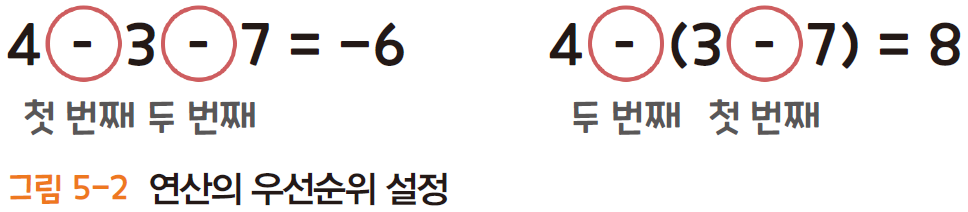 4 - 3 - 7 = -6
첫 번째 두 번째
4 - (3 - 7) = 8
두 번째 첫 번째
그림 5-2 연산의 우선순위 설정